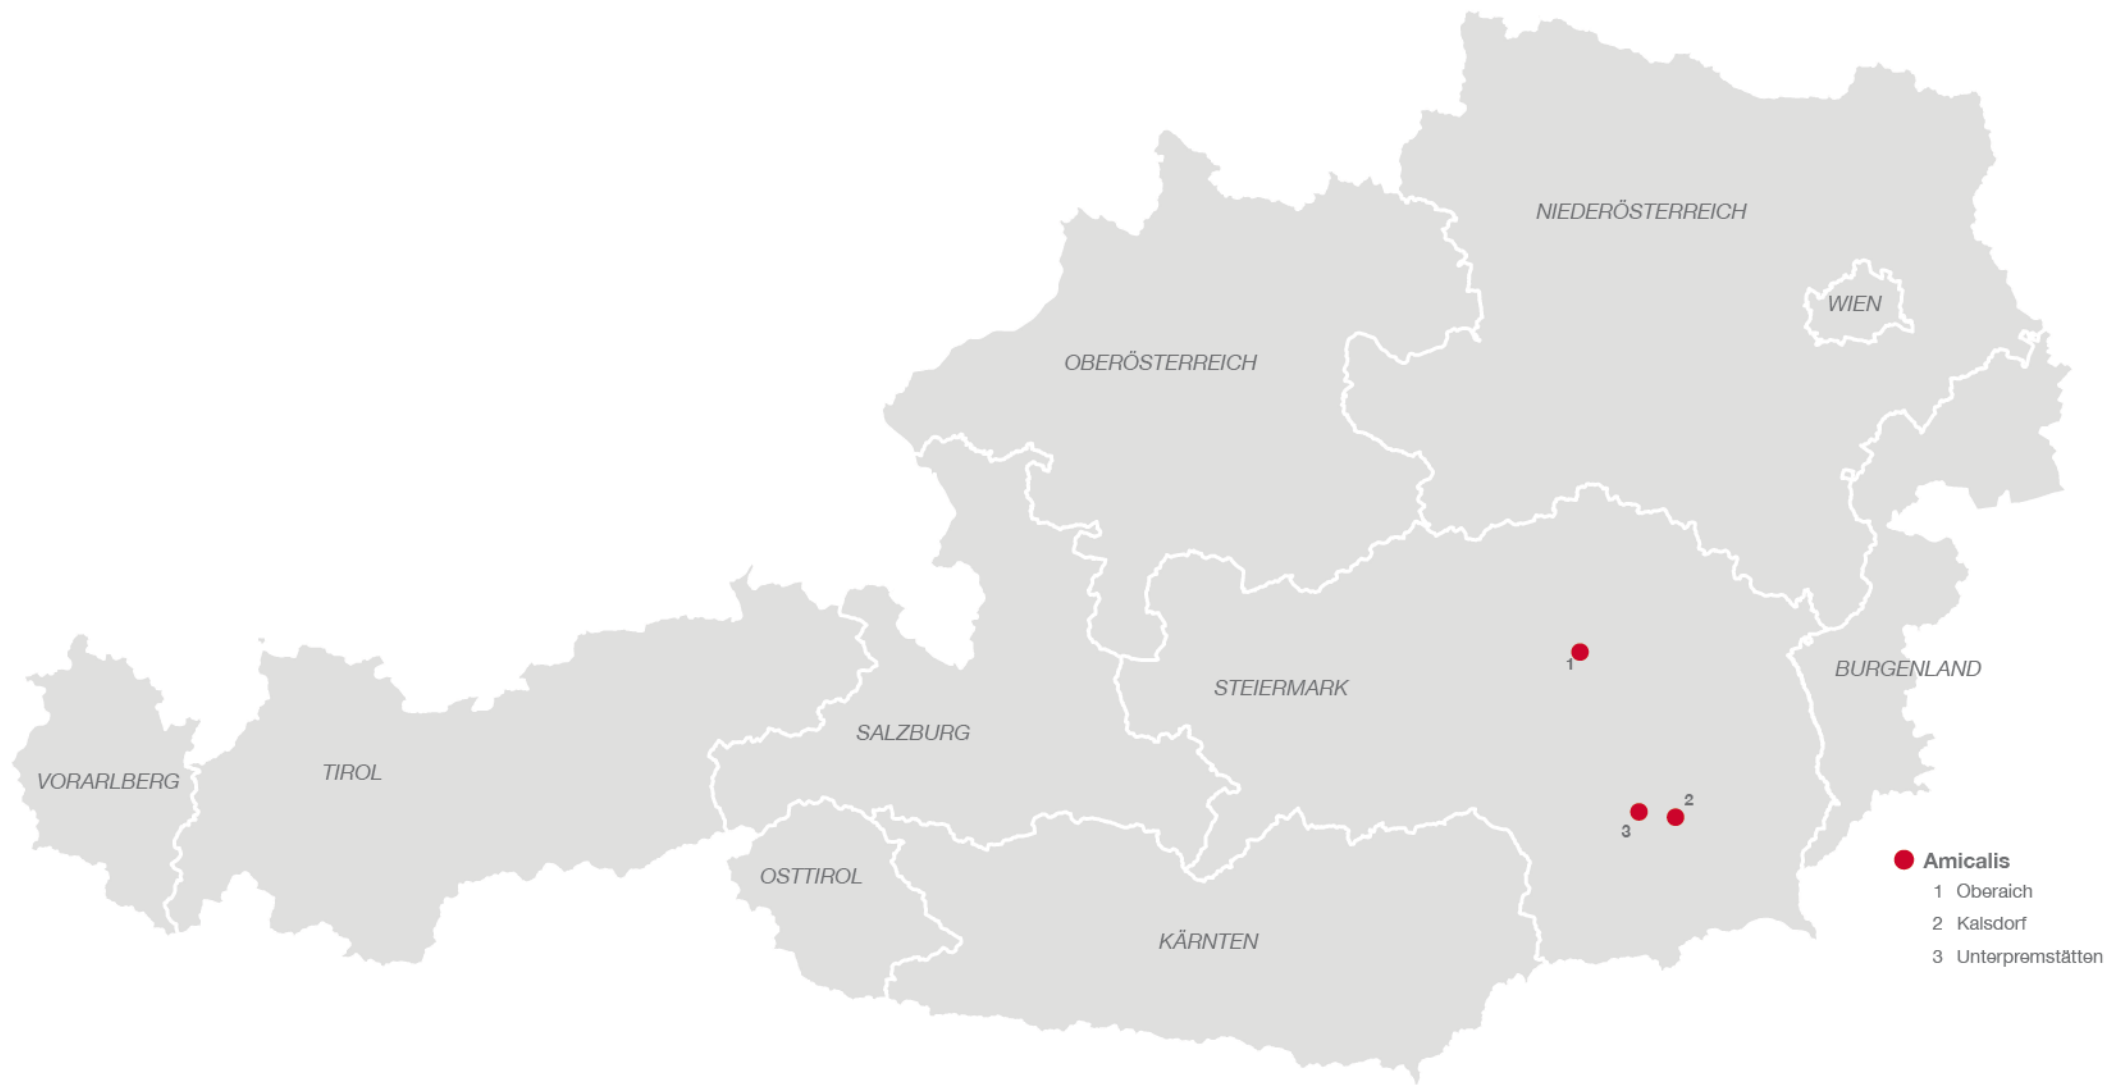 NIEDERÖSTERREICH
WIEN
OBERÖSTERREICH
1
BURGENLAND
STEIERMARK
SALZBURG
TIROL
VORARLBERG
2
3
OSTTIROL
KÄRNTEN
Amicalis
1 Oberaich
2 Kalsdorf
3 Unterpremstätten